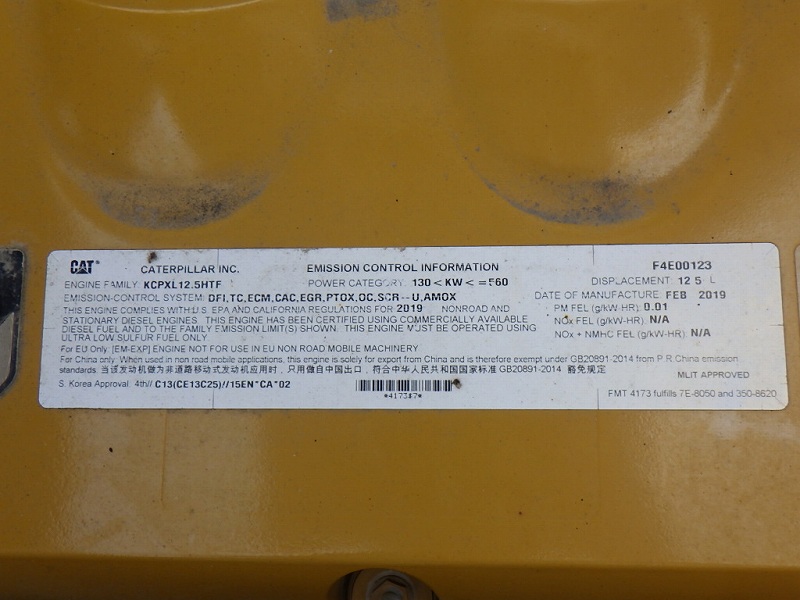 CAT CATERPILLAR INC. EMISSION CONTROL INFORMATION F4E00123
ENGINE FAMILY: KCPXL12.5HTF POWER CATEGORY: 130< KW < =560 DISPLACEMENT: 12.5 L
EMISSION-CONTROL SYSTEM: DFI,TC,ECM,CAC,EGR,PTOX,OC,SCR--U,AMOX DATE OF MANUFACTURE: FEB 2019
THIS ENGINE COMPLIES WITH U.S. EPA AND CALIFORNIA REGULATIONS FOR 2019 NONROAD AND PM FEL (g/kW-HR): 0.01
STATIONARY DIESEL ENGINES. THIS ENGINE HAS BEEN CERTIFIED USING COMMERCIALLY AVAILABLE NOx FEL (g/kW-HR): N/A
DIESEL FUEL AND TO THE FAMILY EMISSION LIMIT(S) SHOWN. THIS ENGINE MUST BE OPERATED USING NOx + NMHC FEL (g/kW-HR): N/A
ULTRA LOW SULFUR FUEL ONLY
For EU Only: [EM-EXP] ENGINE NOT FOR USE IN EU NON ROAD MOBILE MACHINERY
For China only: When used in non road mobile applications, this engine is solely for export from China and is therefore exempt under GB20891-2014 from P.R.China emission
standards. 当该发动机做为非道路移动式发动机应用时，只用做自中国出口，符合中华人民共和国国家标准 GB20891-2014 豁免规定 MLIT APPROVED
S. Korea Approval: 4th// C13(CE13C25)//15EN*CA*02 FMT 4173 fulfills 7E-8050 and 350-8620